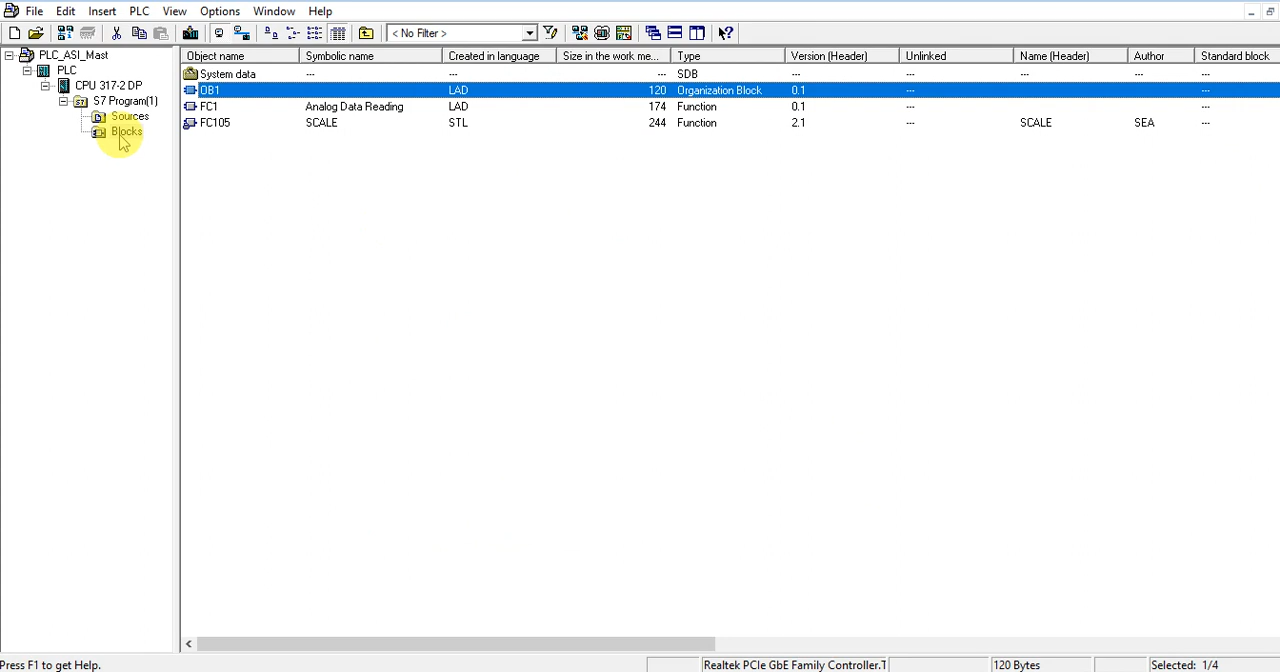 File Edit Insert PLC View Options Window Help
< No Filter >
PLC_ASI_Mast
PLC
CPU 317-2 DP
S7 Program(1)
Sources
Blocks
Object name Symbolic name Created in language Size in the work me... Type Version (Header) Unlinked Name (Header) Author Standard block
System data --- --- --- SDB --- --- --- --- ---
OB1 LAD 120 Organization Block 0.1 --- ---
FC1 Analog Data Reading LAD 174 Function 0.1 --- ---
FC105 SCALE STL 244 Function 2.1 --- SCALE SEA ---
Press F1 to get Help. Realtek PCIe GbE Family Controller.T 120 Bytes Selected: 1/4